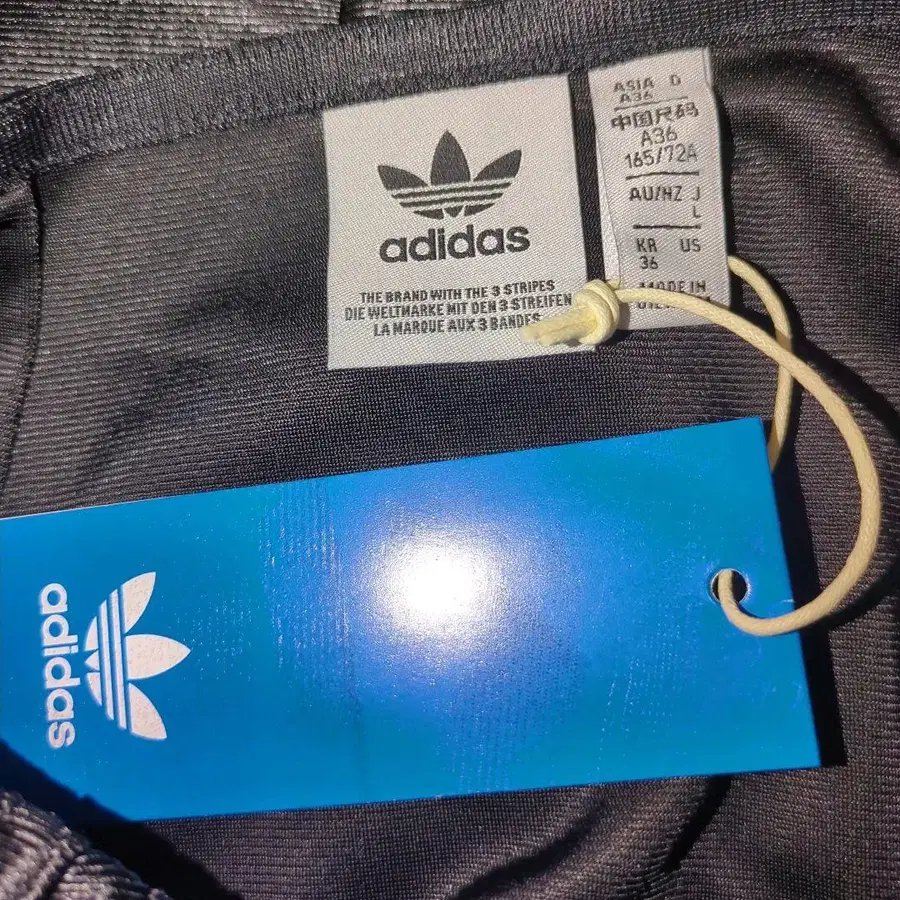 adidas
THE BRAND WITH THE 3 STRIPES
DIE WELTMARKE MIT DEN 3 STREIFEN
LA MARQUE AUX 3 BANDES
ASIA D
A36
中国尺码
A36
165/72A
AU/NZ J
L
KR US
36
MADE IN
adidas